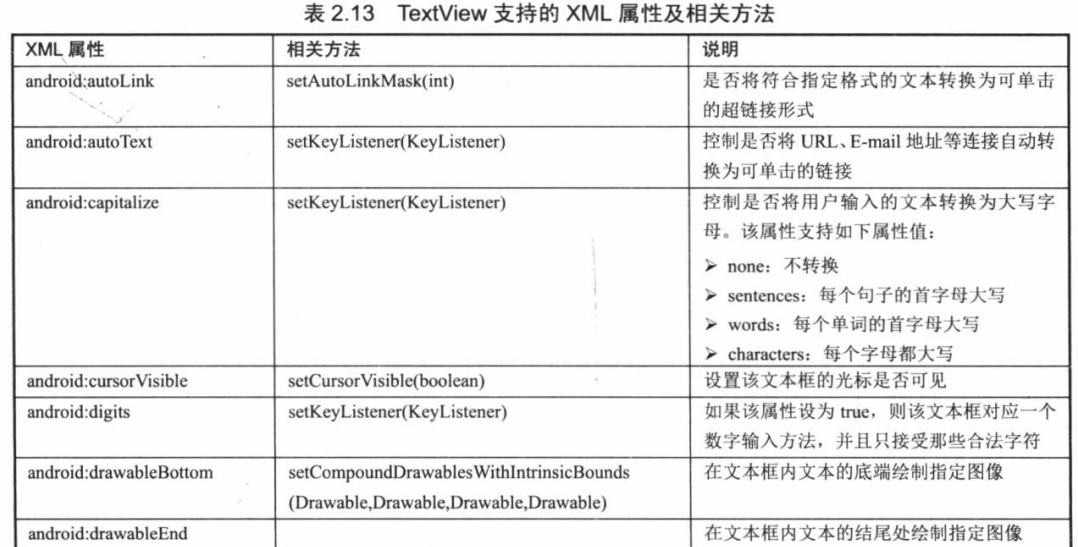 表 2.13 TextView 支持的 XML 属性及相关方法
XML 属性 相关方法 说明
android:autoLink setAutoLinkMask(int) 是否将符合指定格式的文本转换为可单击
的超链接形式
android:autoText setKeyListener(KeyListener) 控制是否将 URL、E-mail 地址等连接自动转
换为可单击的链接
android:capitalize setKeyListener(KeyListener) 控制是否将用户输入的文本转换为大写字
母。该属性支持如下属性值：
➢ none：不转换
➢ sentences：每个句子的首字母大写
➢ words：每个单词的首字母大写
➢ characters：每个字母都大写
android:cursorVisible setCursorVisible(boolean) 设置该文本框的光标是否可见
android:digits setKeyListener(KeyListener) 如果该属性设为 true，则该文本框对应一个
数字输入方法，并且只接受那些合法字符
android:drawableBottom setCompoundDrawablesWithIntrinsicBounds 在文本框内文本的底端绘制指定图像
(Drawable,Drawable,Drawable,Drawable)
android:drawableEnd 在文本框内文本的结尾处绘制指定图像